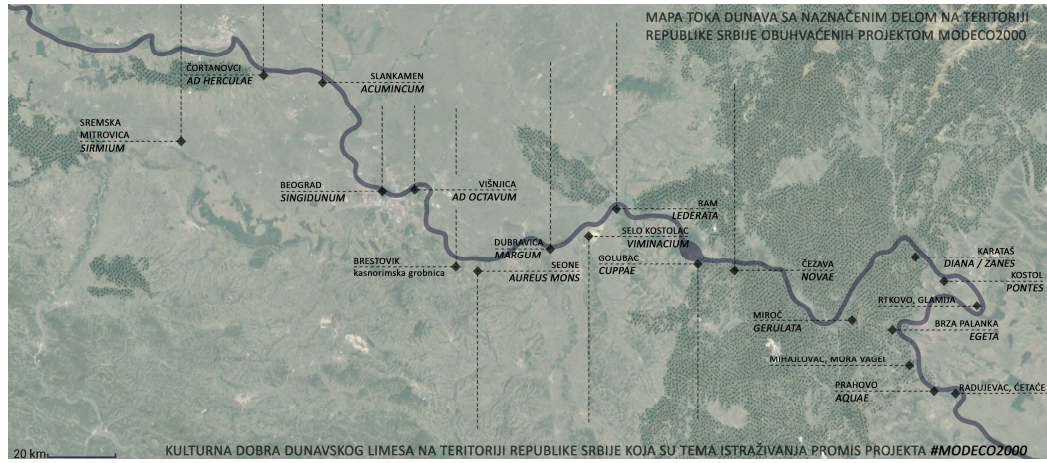 MAPA TOKA DUNAVA SA NAZNAČENIM DELOM NA TERITORIJI
REPUBLIKE SRBIJE OBUHVAĆENIH PROJEKTOM MODECO2000
ČORTANOVCI
AD HERCULAE
SLANKAMEN
ACUMINCUM
SREMSKA
MITROVICA
SIRMIUM
BEOGRAD
SINGIDUNUM
VIŠNJICA
AD OCTAVUM
RAM
LEDERATA
SELO KOSTOLAC
VIMINACIUM
DUBRAVICA
MARGUM
BRESTOVIK
kasnorimska grobnica
SEONE
AUREUS MONS
GOLUBAC
CUPPAE
ČEZAVA
NOVAE
KARATAŠ
DIANA / ZANES
KOSTOL
PONTES
RTKOVO, GLAMIJA
MIROČ
GERULATA
BRZA PALANKA
EGETA
MIHAJLOVAC, MORA VAGEI
PRAHOVO
AQUAE
RADUJEVAC, ĆETAĆE
20 km
KULTURNA DOBRA DUNAVSKOG LIMESA NA TERITORIJI REPUBLIKE SRBIJE KOJA SU TEMA ISTRAŽIVANJA PROMIS PROJEKTA #MODECO2000